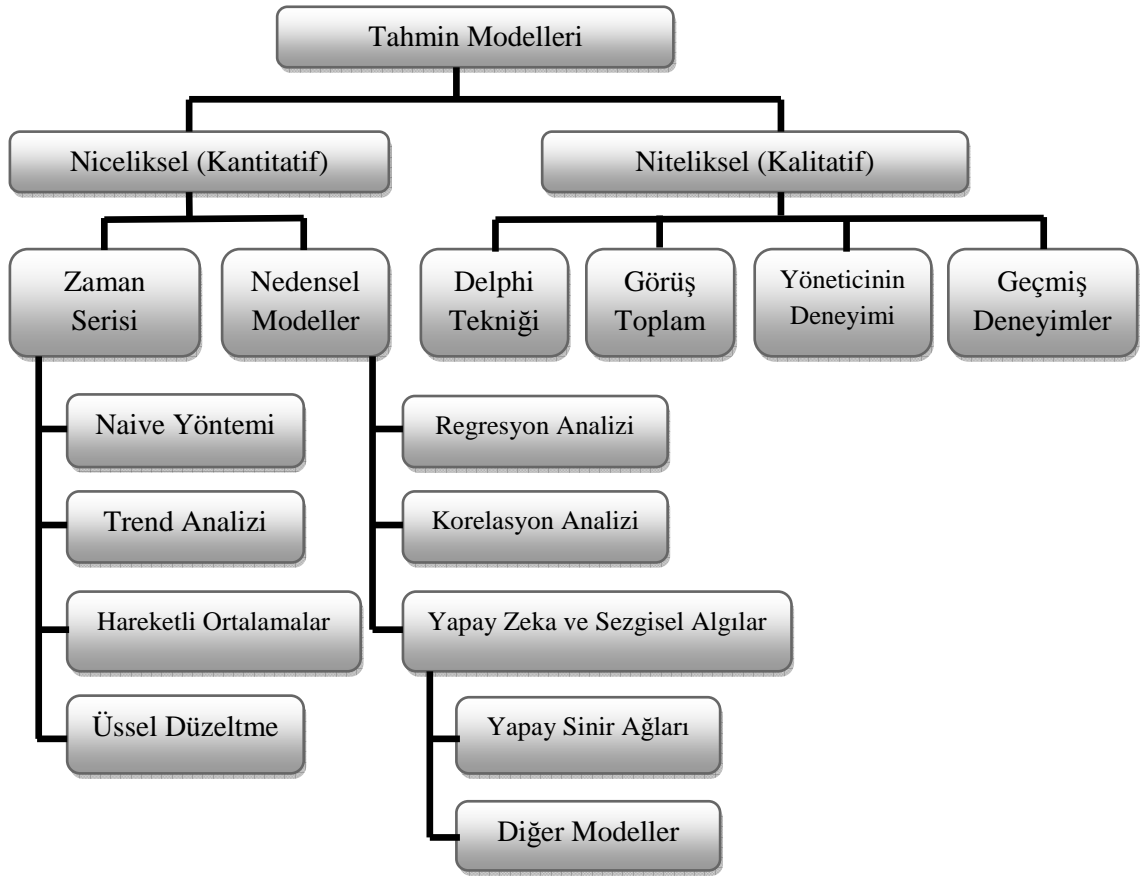 Tahmin Modelleri
Niceliksel (Kantitatif)
Niteliksel (Kalitatif)
Zaman
Serisi
Nedensel
Modeller
Delphi
Tekniği
Görüş
Toplam
Yöneticinin
Deneyimi
Geçmiş
Deneyimler
Naive Yöntemi
Trend Analizi
Hareketli Ortalamalar
Üssel Düzeltme
Regresyon Analizi
Korelasyon Analizi
Yapay Zeka ve Sezgisel Algılar
Yapay Sinir Ağları
Diğer Modeller